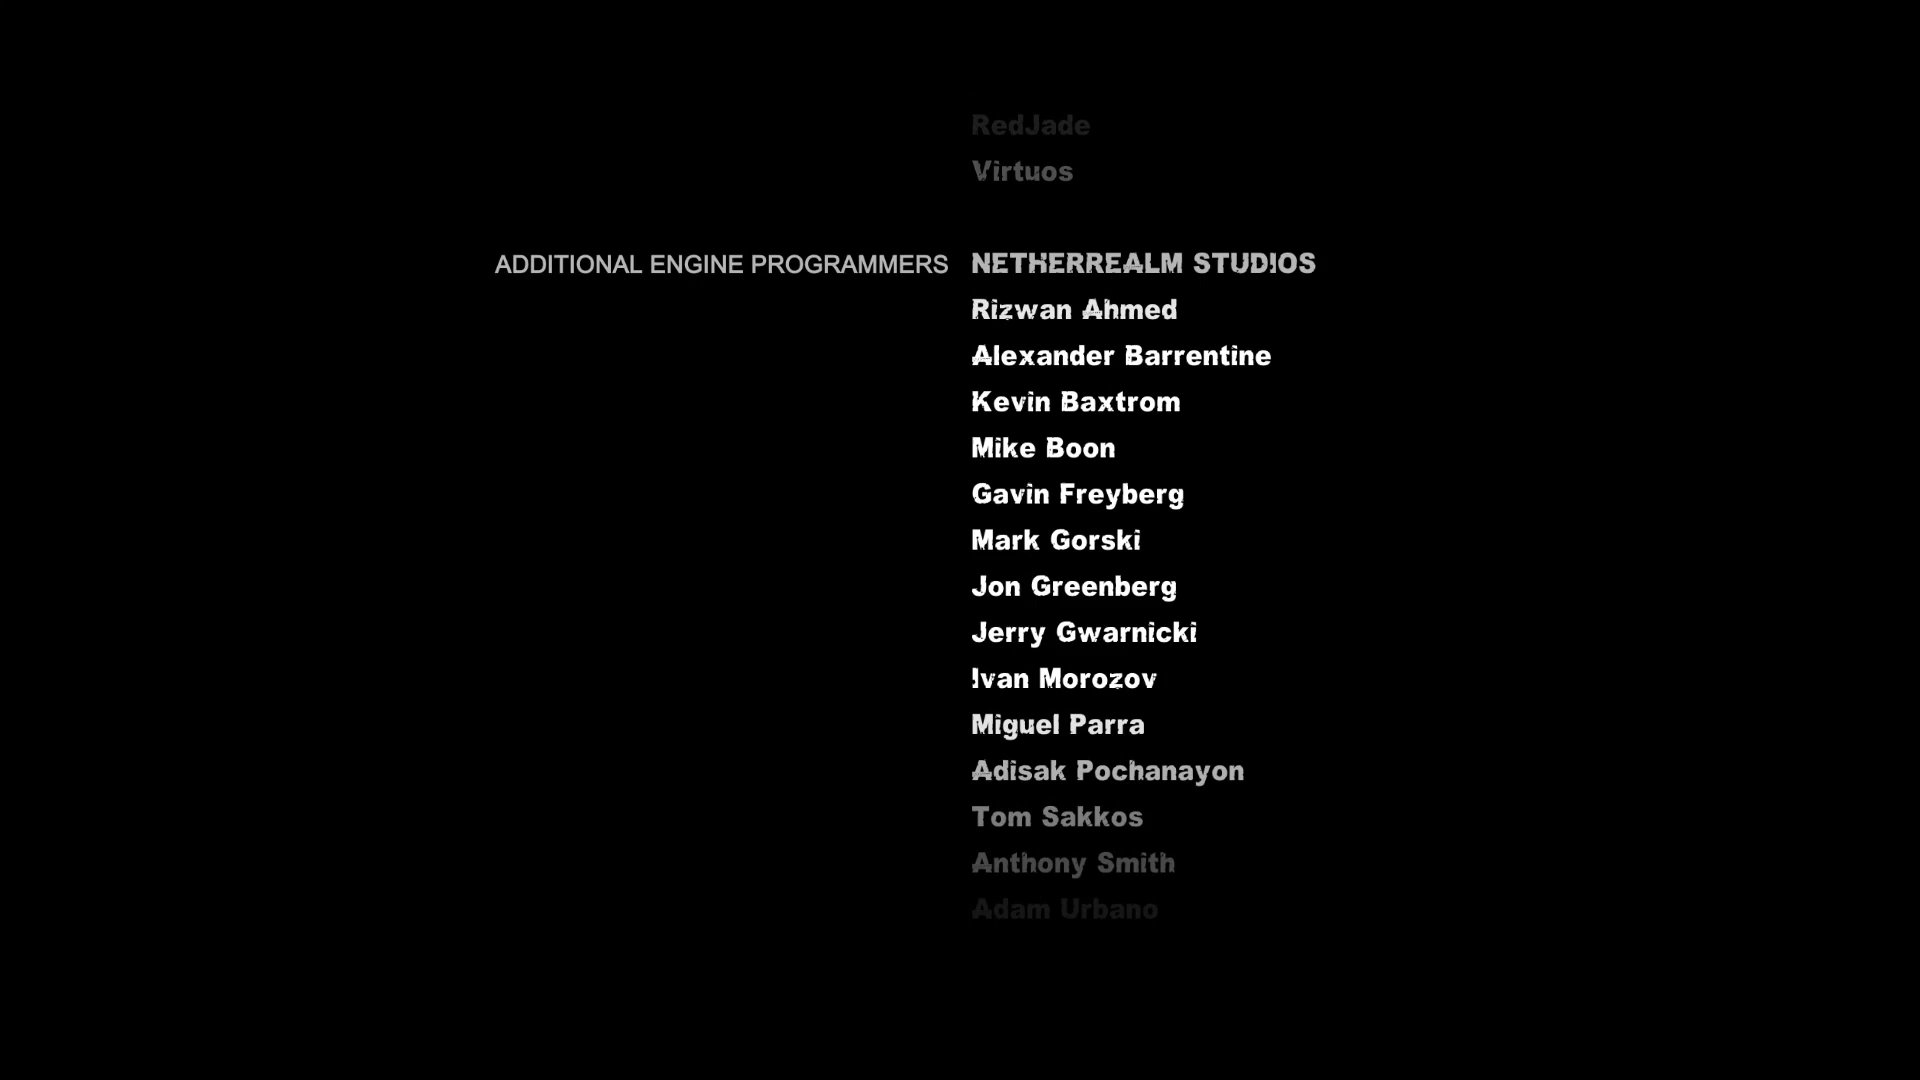 RedJade
Virtuos
ADDITIONAL ENGINE PROGRAMMERS NETHERREALM STUDIOS
Rizwan Ahmed
Alexander Barrentine
Kevin Baxtrom
Mike Boon
Gavin Freyberg
Mark Gorski
Jon Greenberg
Jerry Gwarnicki
Ivan Morozov
Miguel Parra
Adisak Pochanayon
Tom Sakkos
Anthony Smith
Adam Urbano